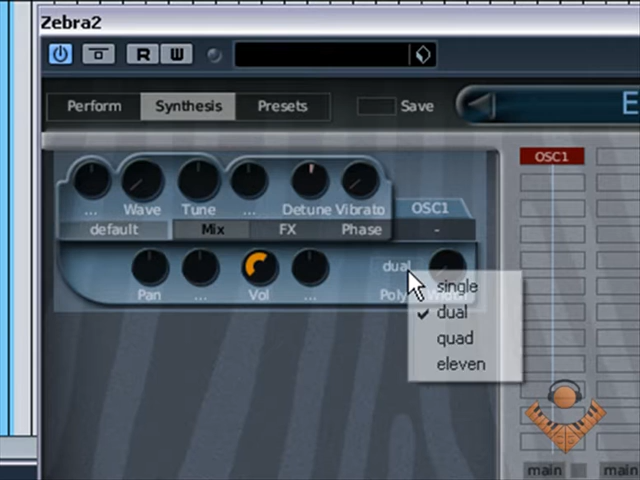 Zebra2
R W
Perform Synthesis Presets Save E
OSC1
... Wave Tune ... Detune Vibrato
OSC1
default Mix FX Phase -
dual
Pan ... Vol ... Poly
single
dual
quad
eleven
main main